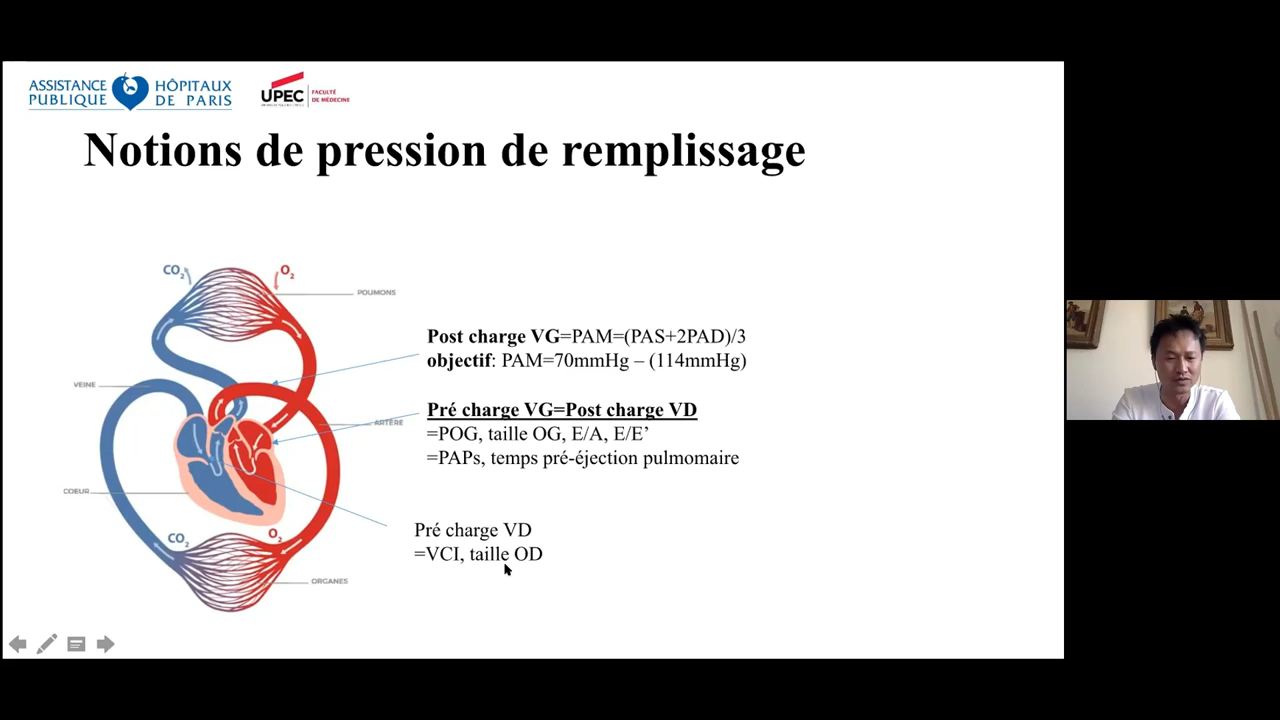 ASSISTANCE HÔPITAUX
PUBLIQUE DE PARIS
UPEC FACULTÉ
DE MÉDECINE
Notions de pression de remplissage
CO2
O2
POUMONS
Post charge VG=PAM=(PAS+2PAD)/3
objectif: PAM=70mmHg – (114mmHg)
VEINE
Pré charge VG=Post charge VD
ARTÈRE
=POG, taille OG, E/A, E/E’
=PAPs, temps pré-éjection pulmomaire
COEUR
Pré charge VD
=VCI, taille OD
CO2
O2
ORGANES